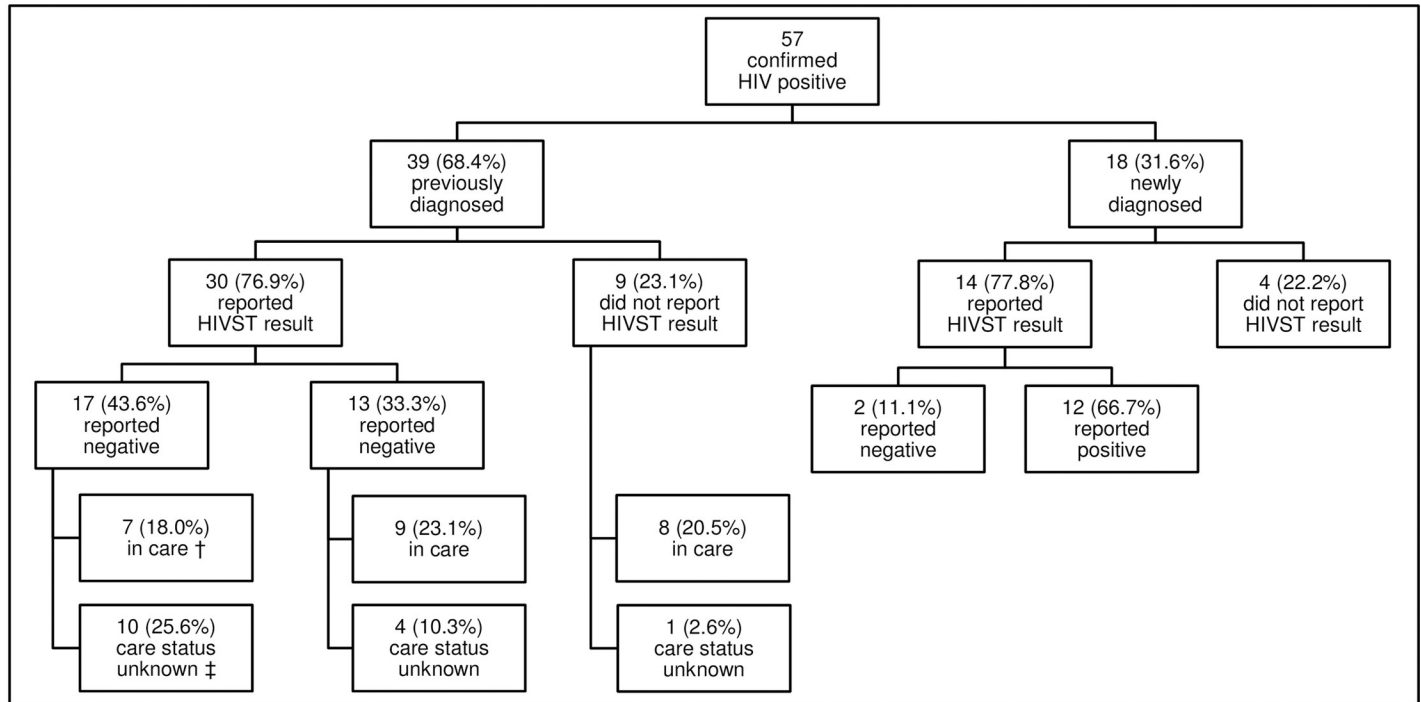 57
confirmed
HIV positive
39 (68.4%)
previously
diagnosed
18 (31.6%)
newly
diagnosed
30 (76.9%)
reported
HIVST result
9 (23.1%)
did not report
HIVST result
14 (77.8%)
reported
HIVST result
4 (22.2%)
did not report
HIVST result
17 (43.6%)
reported
negative
13 (33.3%)
reported
negative
2 (11.1%)
reported
negative
12 (66.7%)
reported
positive
7 (18.0%)
in care †
9 (23.1%)
in care
8 (20.5%)
in care
10 (25.6%)
care status
unknown ‡
4 (10.3%)
care status
unknown
1 (2.6%)
care status
unknown